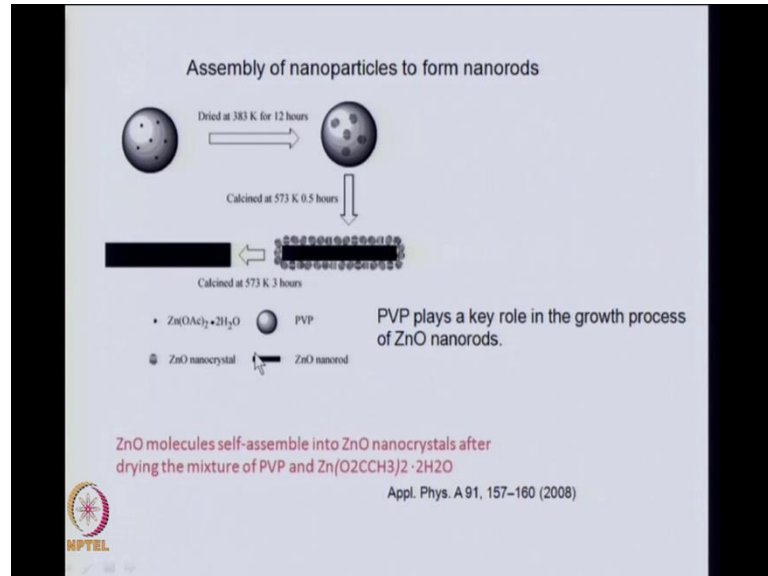 Assembly of nanoparticles to form nanorods
Dried at 383 K for 12 hours
Calcined at 573 K 0.5 hours
Calcined at 573 K 3 hours
• Zn(OAc)₂•2H₂O
PVP
ZnO nanocrystal
ZnO nanorod
PVP plays a key role in the growth process
of ZnO nanorods.
ZnO molecules self-assemble into ZnO nanocrystals after
drying the mixture of PVP and Zn(O2CCH3)2 ·2H2O
Appl. Phys. A 91, 157–160 (2008)
NPTEL